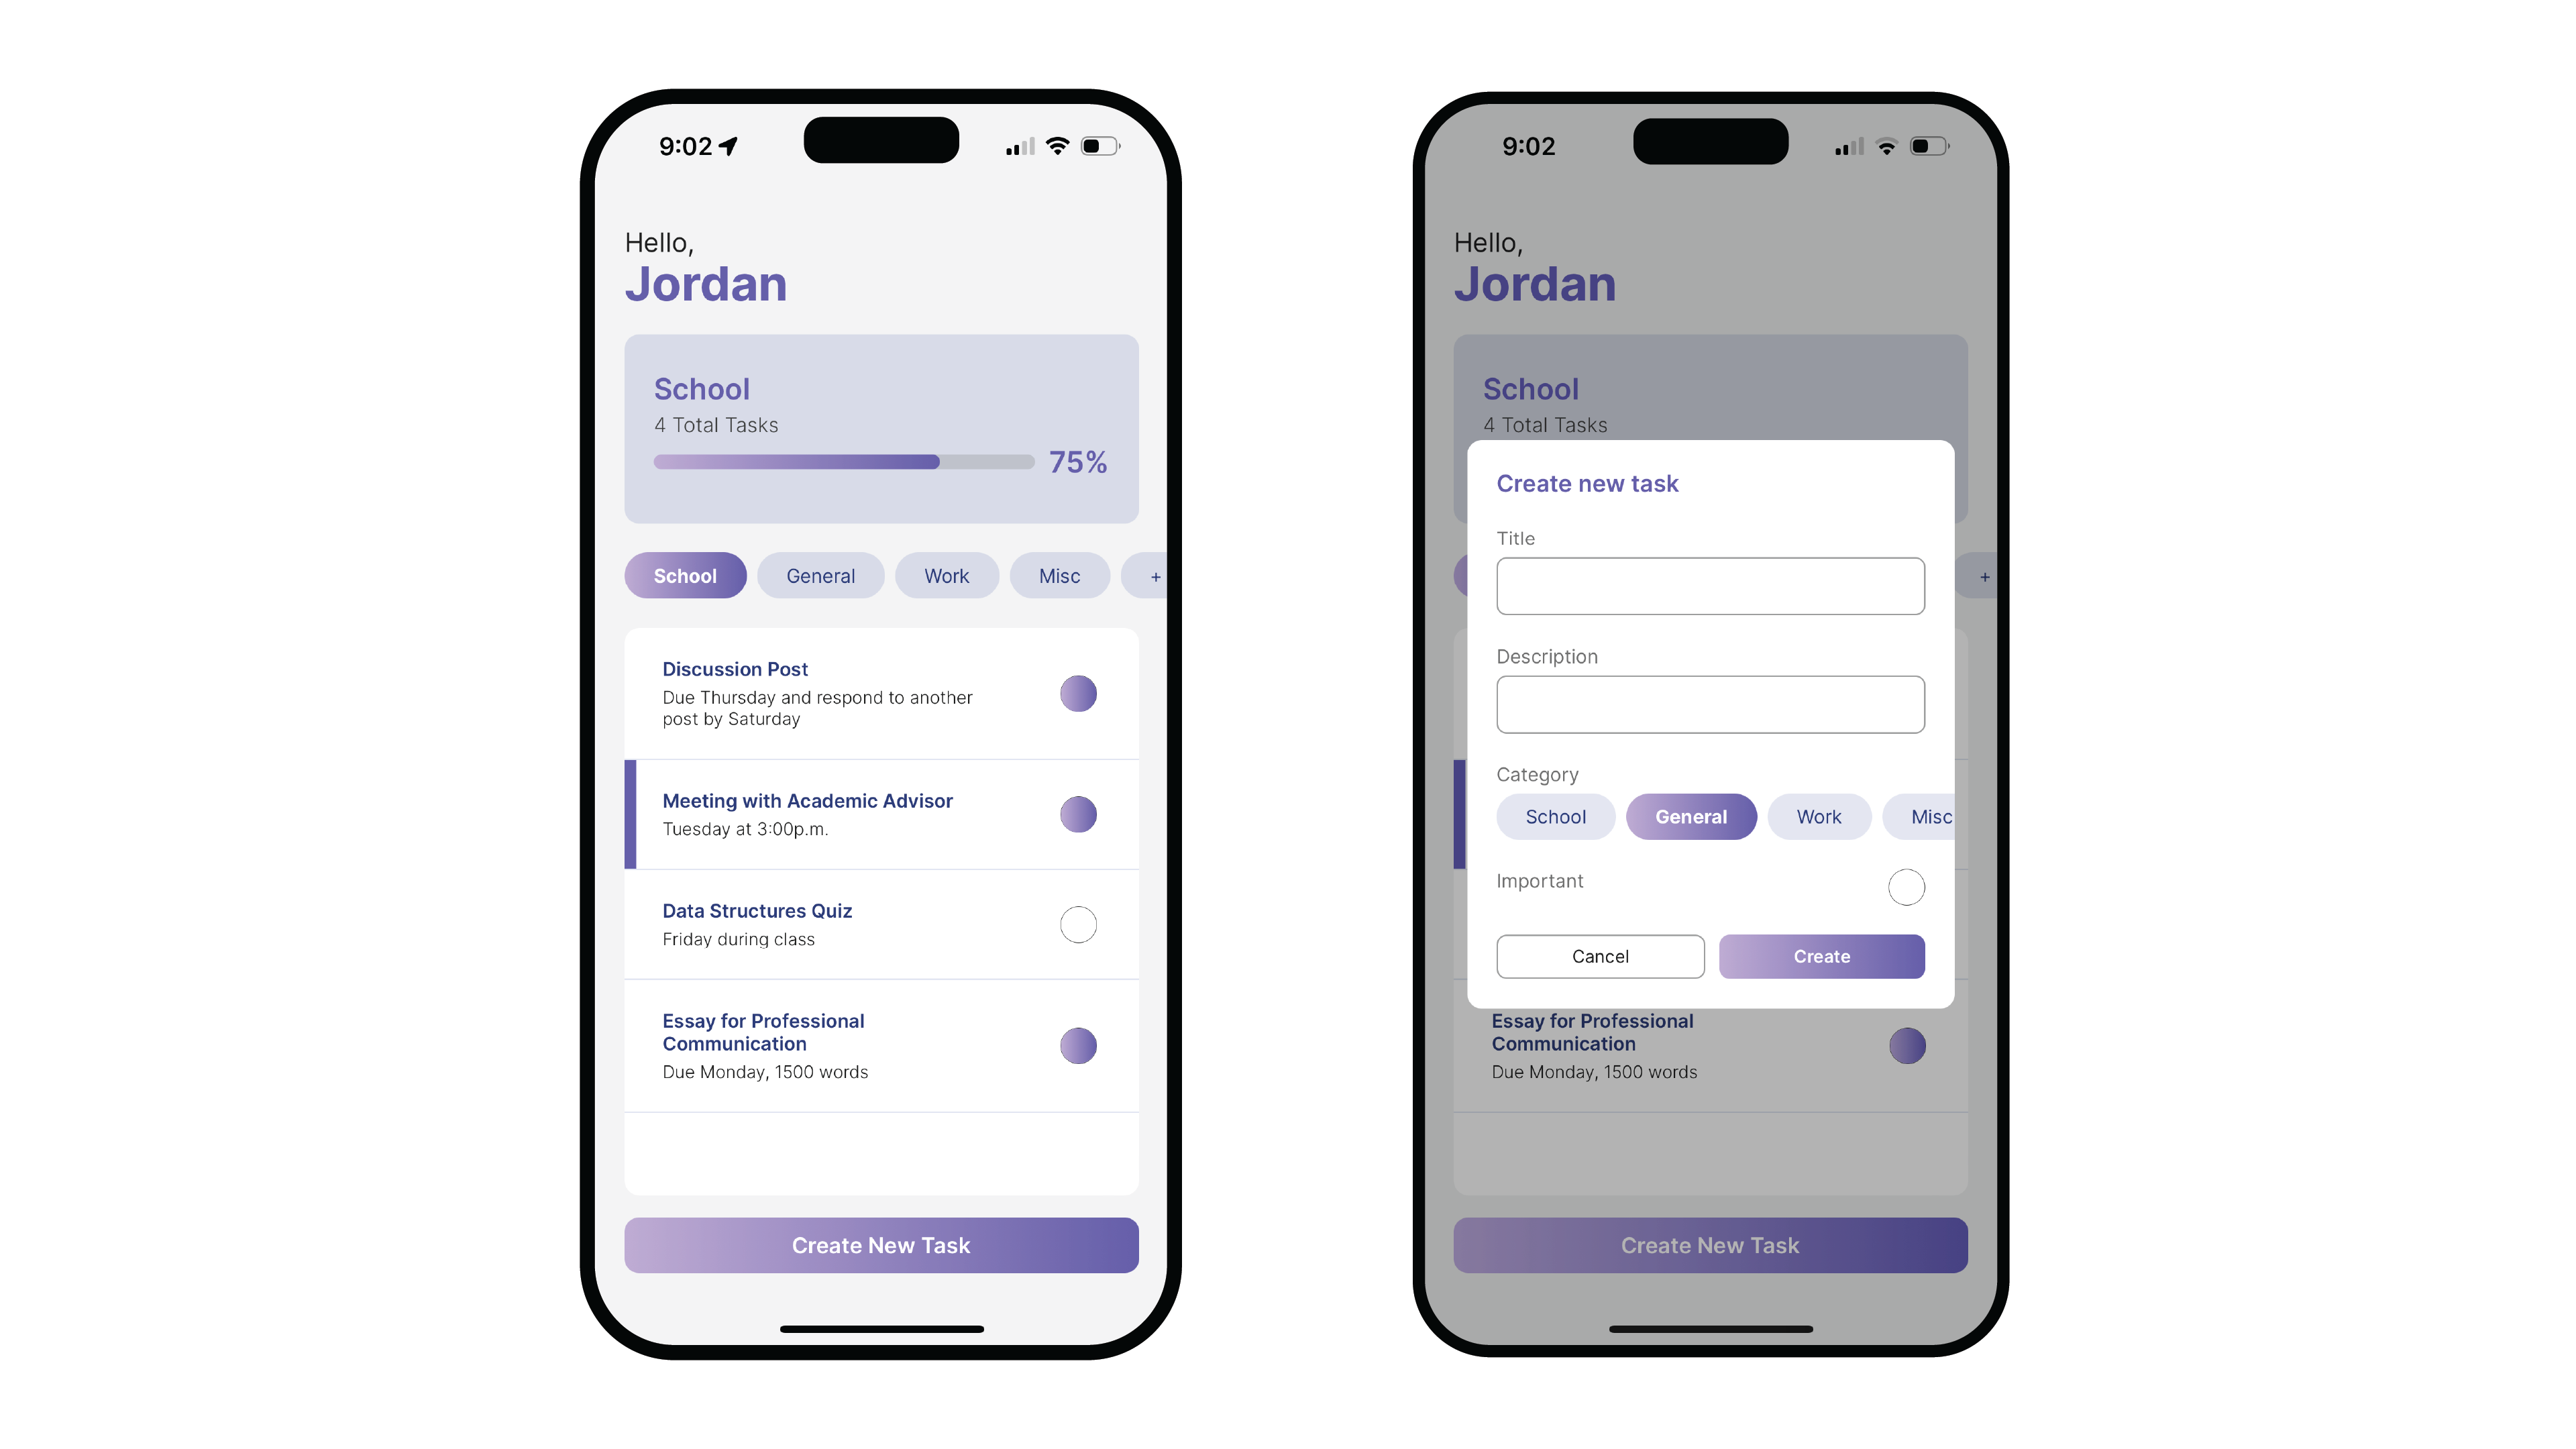 9:02
Hello,
Jordan
School
4 Total Tasks
75%
School General Work Misc +
Discussion Post
Due Thursday and respond to another
post by Saturday
Meeting with Academic Advisor
Tuesday at 3:00p.m.
Data Structures Quiz
Friday during class
Essay for Professional
Communication
Due Monday, 1500 words
Create New Task
9:02
Hello,
Jordan
School
4 Total Tasks
+
Create new task
Title
Description
Category
School General Work Misc
Important
Cancel Create
Essay for Professional
Communication
Due Monday, 1500 words
Create New Task